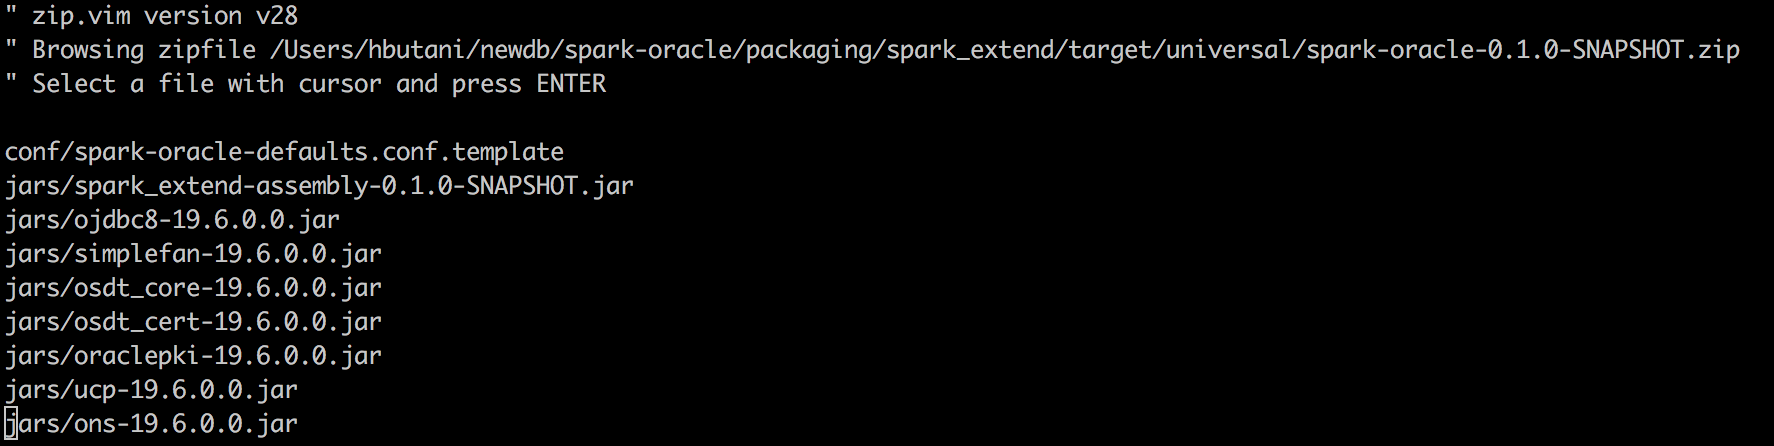 " zip.vim version v28
" Browsing zipfile /Users/hbutani/newdb/spark-oracle/packaging/spark_extend/target/universal/spark-oracle-0.1.0-SNAPSHOT.zip
" Select a file with cursor and press ENTER
conf/spark-oracle-defaults.conf.template
jars/spark_extend-assembly-0.1.0-SNAPSHOT.jar
jars/ojdbc8-19.6.0.0.jar
jars/simplefan-19.6.0.0.jar
jars/osdt_core-19.6.0.0.jar
jars/osdt_cert-19.6.0.0.jar
jars/oraclepki-19.6.0.0.jar
jars/ucp-19.6.0.0.jar
jars/ons-19.6.0.0.jar